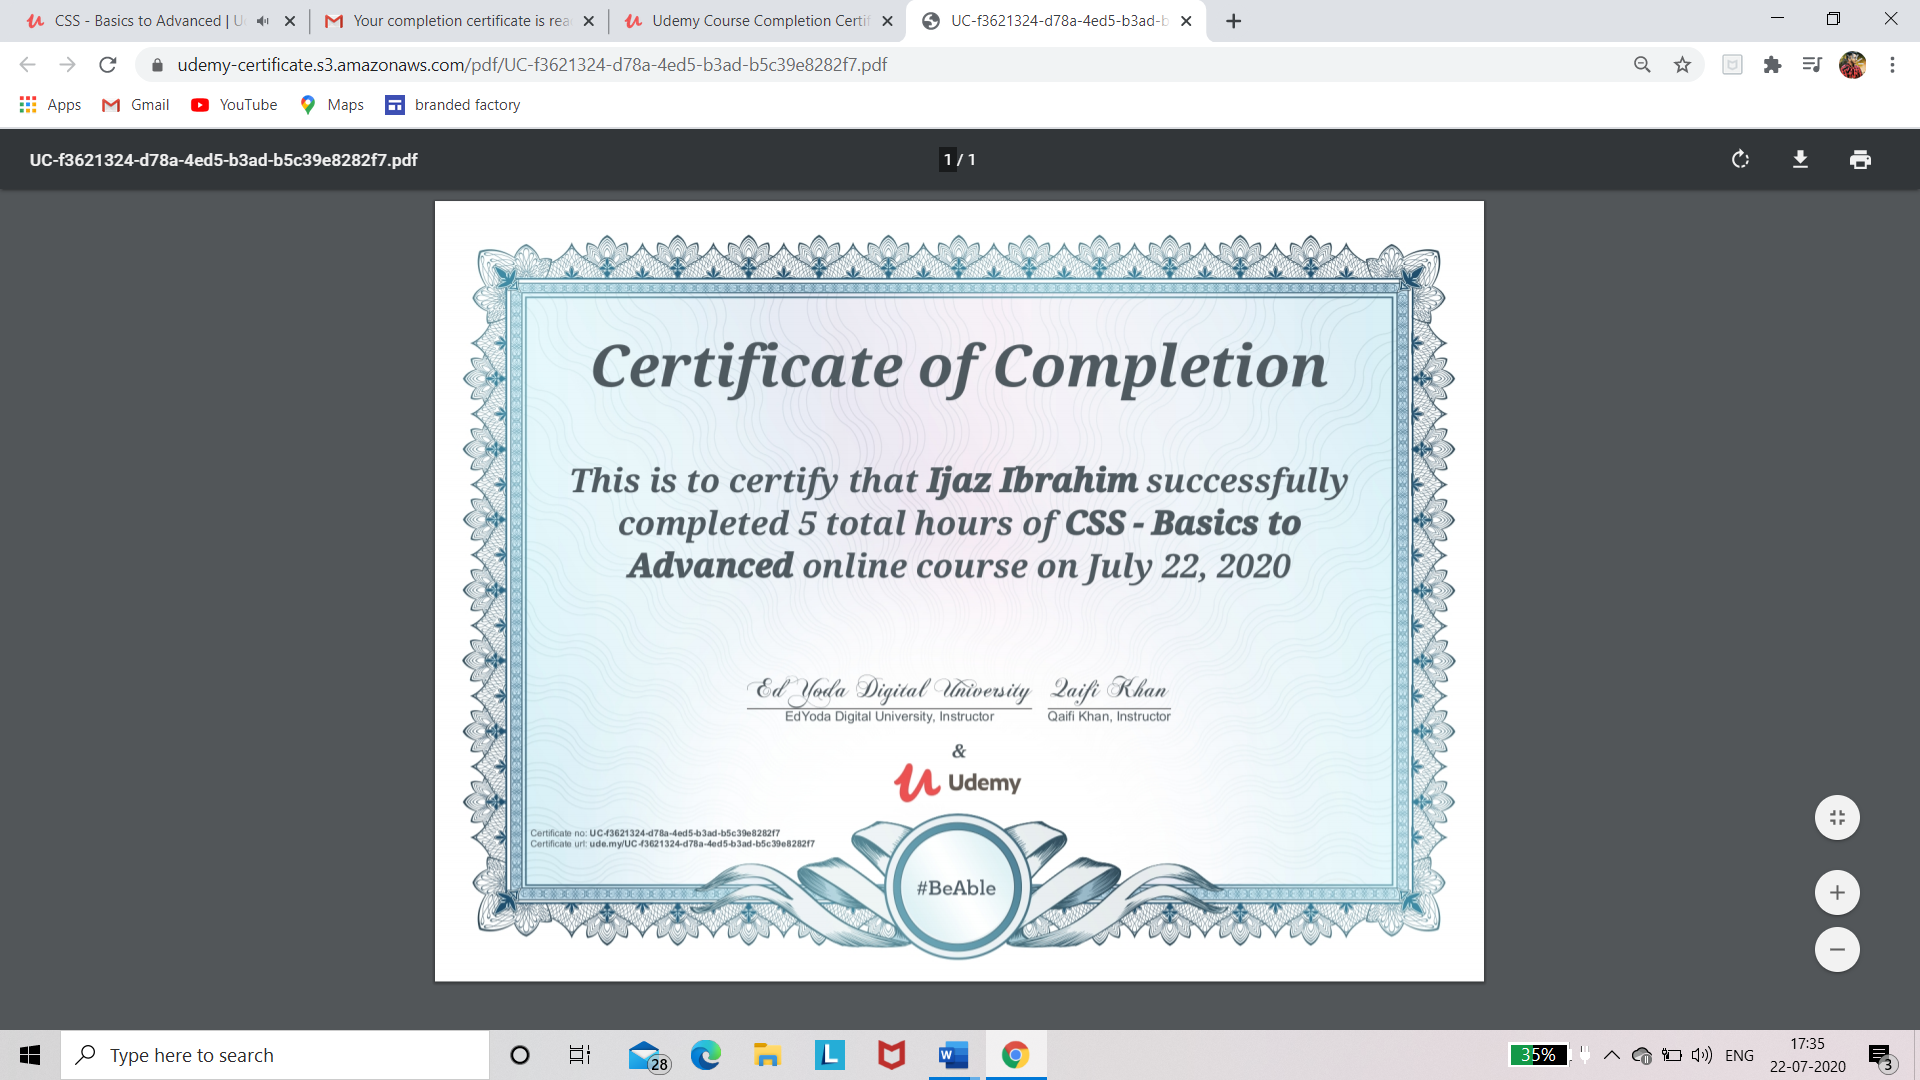 CSS - Basics to Advanced | U
Your completion certificate is rea
Udemy Course Completion Certif
UC-f3621324-d78a-4ed5-b3ad-b
udemy-certificate.s3.amazonaws.com/pdf/UC-f3621324-d78a-4ed5-b3ad-b5c39e8282f7.pdf
Apps Gmail YouTube Maps branded factory
UC-f3621324-d78a-4ed5-b3ad-b5c39e8282f7.pdf 1 / 1
Certificate of Completion
This is to certify that Ijaz Ibrahim successfully
completed 5 total hours of CSS - Basics to
Advanced online course on July 22, 2020
Ed Yoda Digital University Qaifi Khan
EdYoda Digital University, Instructor Qaifi Khan, Instructor
&
Udemy
Certificate no: UC-f3621324-d78a-4ed5-b3ad-b5c39e8282f7
Certificate url: ude.my/UC-f3621324-d78a-4ed5-b3ad-b5c39e8282f7
#BeAble
Type here to search 28 L W 35% ENG 17:35
22-07-2020 3